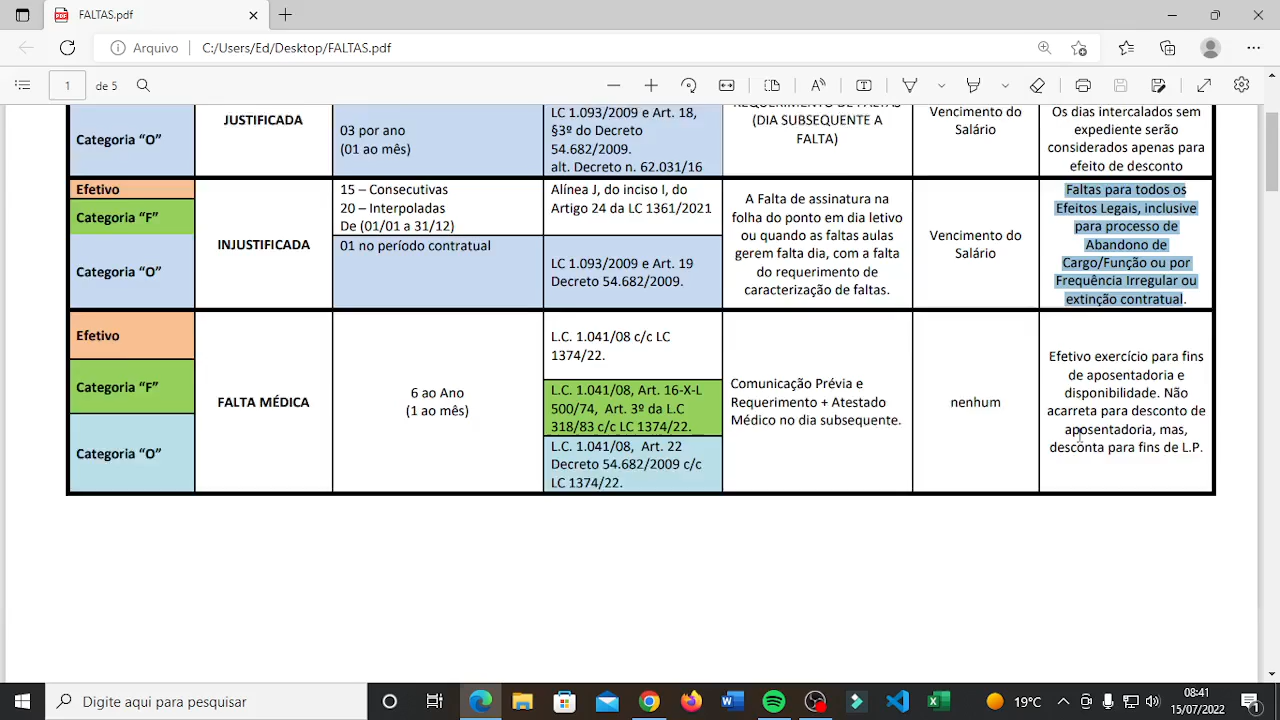 FALTAS.pdf
Arquivo
C:/Users/Ed/Desktop/FALTAS.pdf
1
de 5
Categoria “O”
JUSTIFICADA
03 por ano
(01 ao mês)
LC 1.093/2009 e Art. 18,
§3º do Decreto
54.682/2009.
alt. Decreto n. 62.031/16
REQUERIMENTO DE FALTAS
(DIA SUBSEQUENTE A
FALTA)
Vencimento do
Salário
Os dias intercalados sem
expediente serão
considerados apenas para
efeito de desconto
Efetivo
Categoria “F”
Categoria “O”
INJUSTIFICADA
15 – Consecutivas
20 – Interpoladas
De (01/01 a 31/12)
01 no período contratual
Alínea J, do inciso I, do
Artigo 24 da LC 1361/2021
LC 1.093/2009 e Art. 19
Decreto 54.682/2009.
A Falta de assinatura na
folha do ponto em dia letivo
ou quando as faltas aulas
gerem falta dia, com a falta
do requerimento de
caracterização de faltas.
Vencimento do
Salário
Faltas para todos os
Efeitos Legais, inclusive
para processo de
Abandono de
Cargo/Função ou por
Frequência Irregular ou
extinção contratual.
Efetivo
Categoria “F”
Categoria “O”
FALTA MÉDICA
6 ao Ano
(1 ao mês)
L.C. 1.041/08 c/c LC
1374/22.
L.C. 1.041/08, Art. 16-X-L
500/74, Art. 3º da L.C
318/83 c/c LC 1374/22.
L.C. 1.041/08, Art. 22
Decreto 54.682/2009 c/c
LC 1374/22.
Comunicação Prévia e
Requerimento + Atestado
Médico no dia subsequente.
nenhum
Efetivo exercício para fins
de aposentadoria e
disponibilidade. Não
acarreta para desconto de
aposentadoria, mas,
desconta para fins de L.P.
Digite aqui para pesquisar
19°C
08:41
15/07/2022